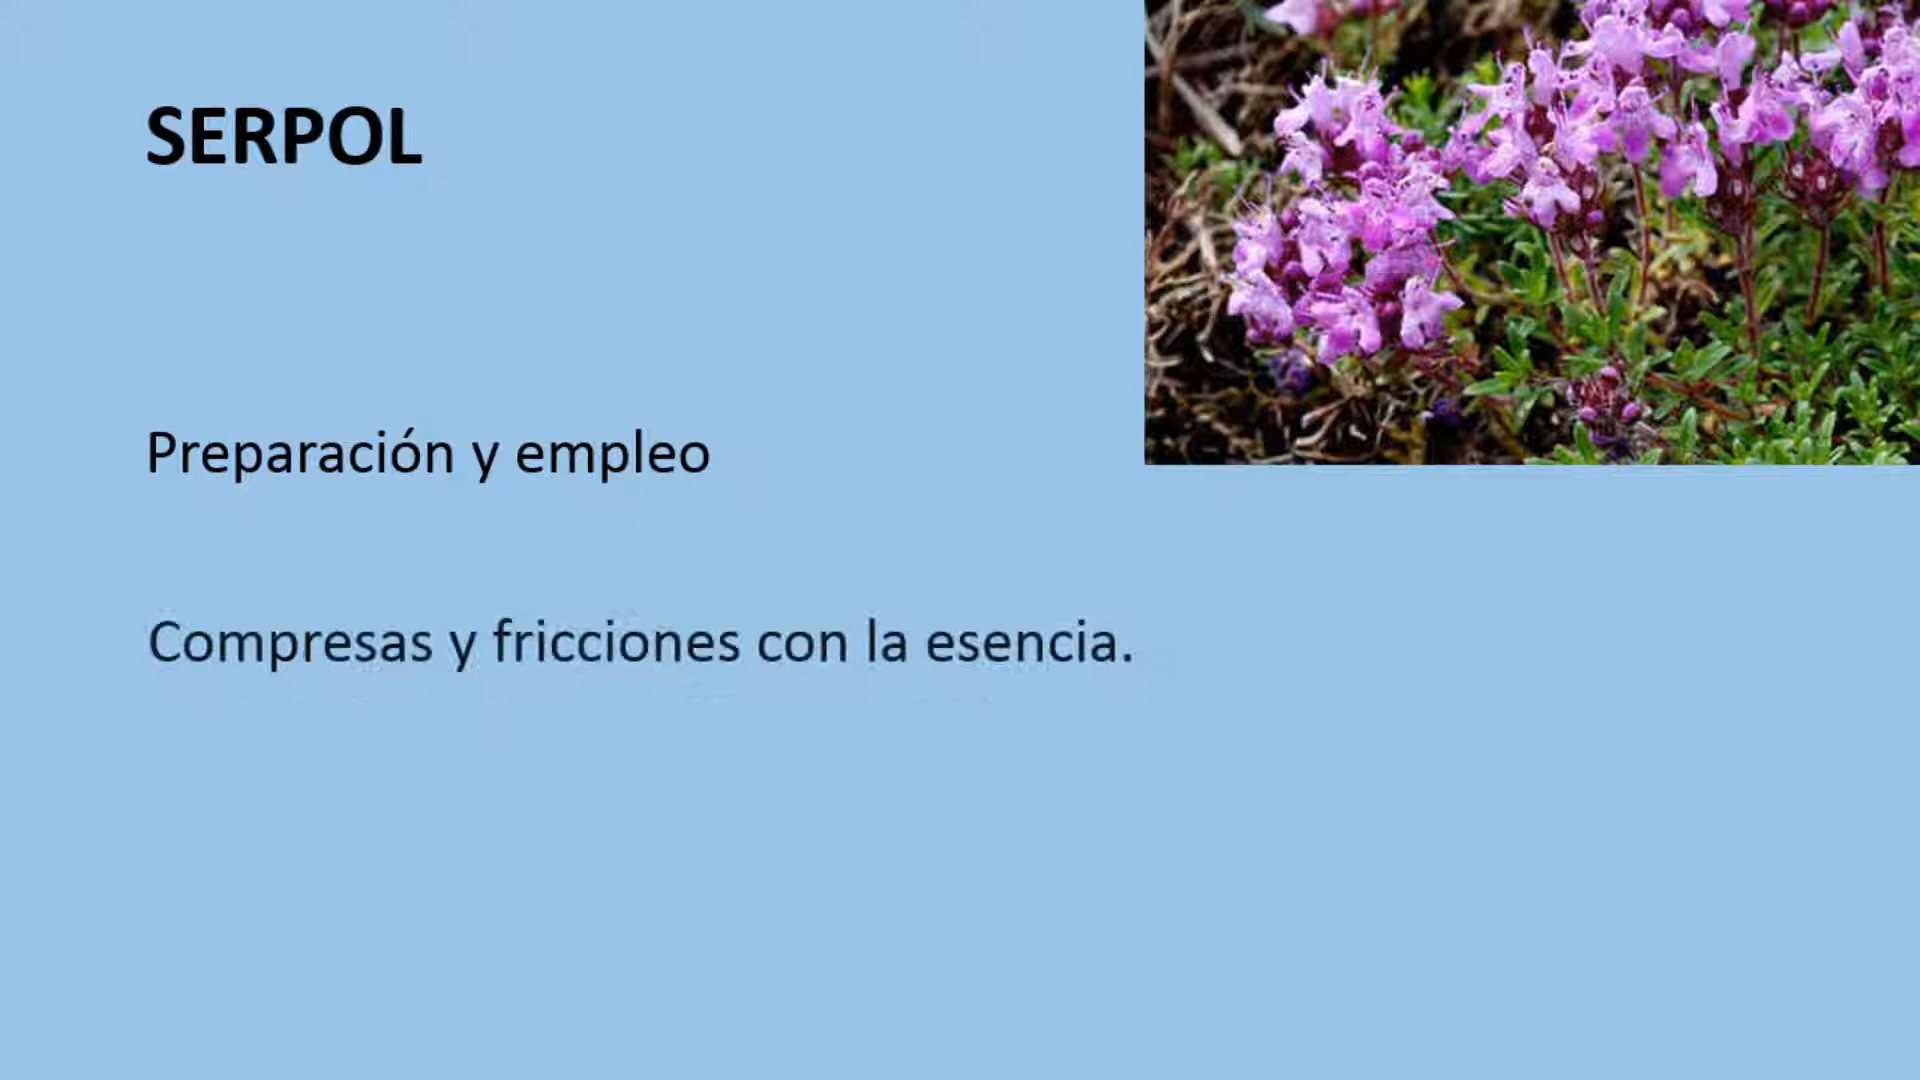 SERPOL
Preparación y empleo
Compresas y fricciones con la esencia.